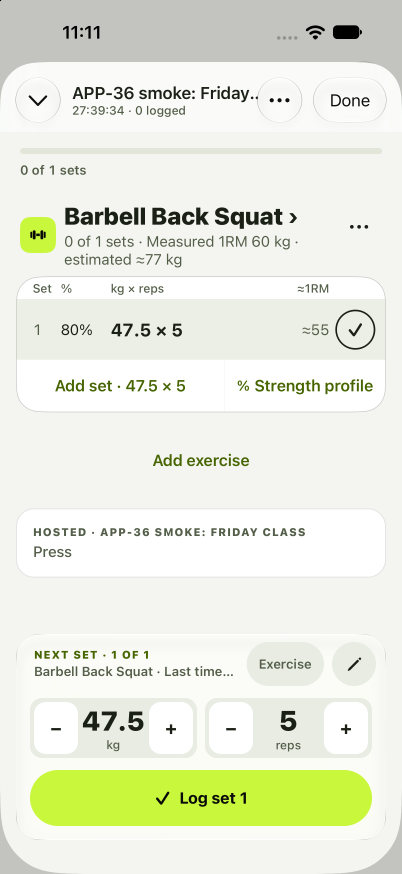 11:11
APP-36 smoke: Friday...
27:39:34 · 0 logged
Done
0 of 1 sets
Barbell Back Squat ›
0 of 1 sets · Measured 1RM 60 kg ·
estimated ≈77 kg
Set % kg × reps ≈1RM
1 80% 47.5 × 5 ≈55
Add set · 47.5 × 5
% Strength profile
Add exercise
HOSTED · APP-36 SMOKE: FRIDAY CLASS
Press
NEXT SET · 1 OF 1
Barbell Back Squat · Last time...
Exercise
− 47.5 +
kg
− 5 +
reps
Log set 1